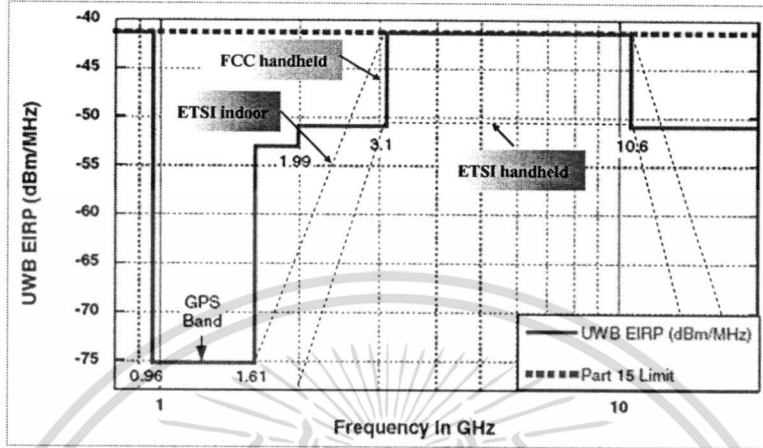 -40
-45
-50
-55
-60
-65
-70
-75
UWB EIRP (dBm/MHz)
FCC handheld
ETSI indoor
ETSI handheld
1.99
3.1
10.6
GPS
Band
0.96
1.61
UWB EIRP (dBm/MHz)
Part 15 Limit
1
10
Frequency in GHz